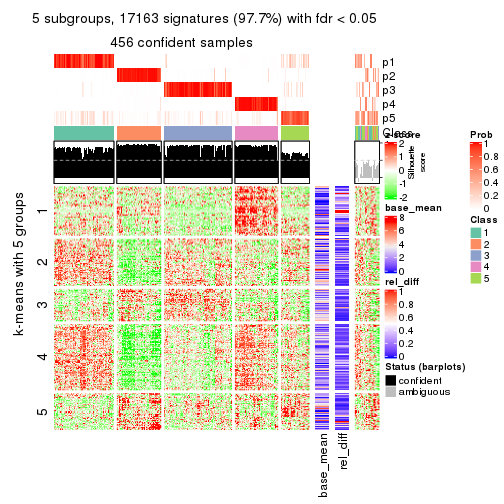 5 subgroups, 17163 signatures (97.7%) with fdr < 0.05
456 confident samples
p1
p2
p3
p4
p5
Class
k-means with 5 groups
1
2
3
4
5
base_mean
rel_diff
Silhouette
score
z-score
2
1
0
-1
-2
base_mean
8
6
4
2
0
rel_diff
1
0.8
0.6
0.4
0.2
0
Status (barplots)
confident
ambiguous
Prob
1
0.8
0.6
0.4
0.2
0
Class
1
2
3
4
5